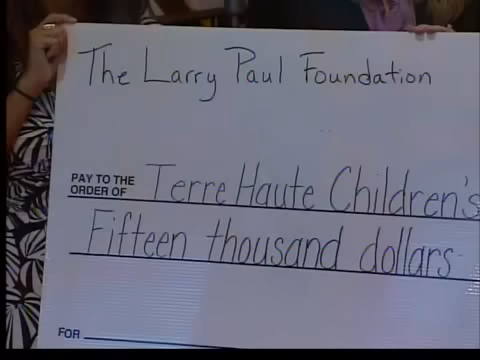 The Larry Paul Foundation
PAY TO THE
ORDER OF Terre Haute Children's
Fifteen thousand dollars
FOR